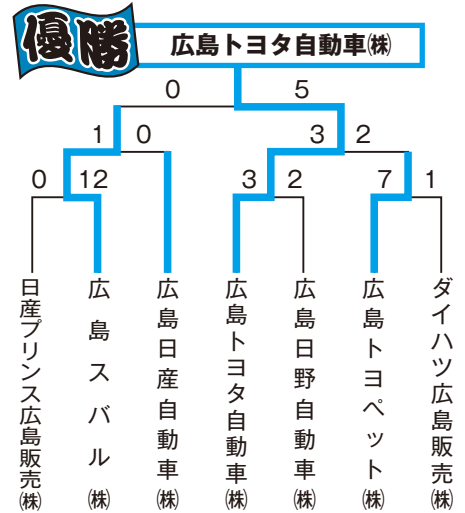 優勝
広島トヨタ自動車㈱
0 5
1 0 3 2
0 12 3 2 7 1
日産プリンス広島販売㈱
広島スバル㈱
広島日産自動車㈱
広島トヨタ自動車㈱
広島日野自動車㈱
広島トヨペット㈱
ダイハツ広島販売㈱